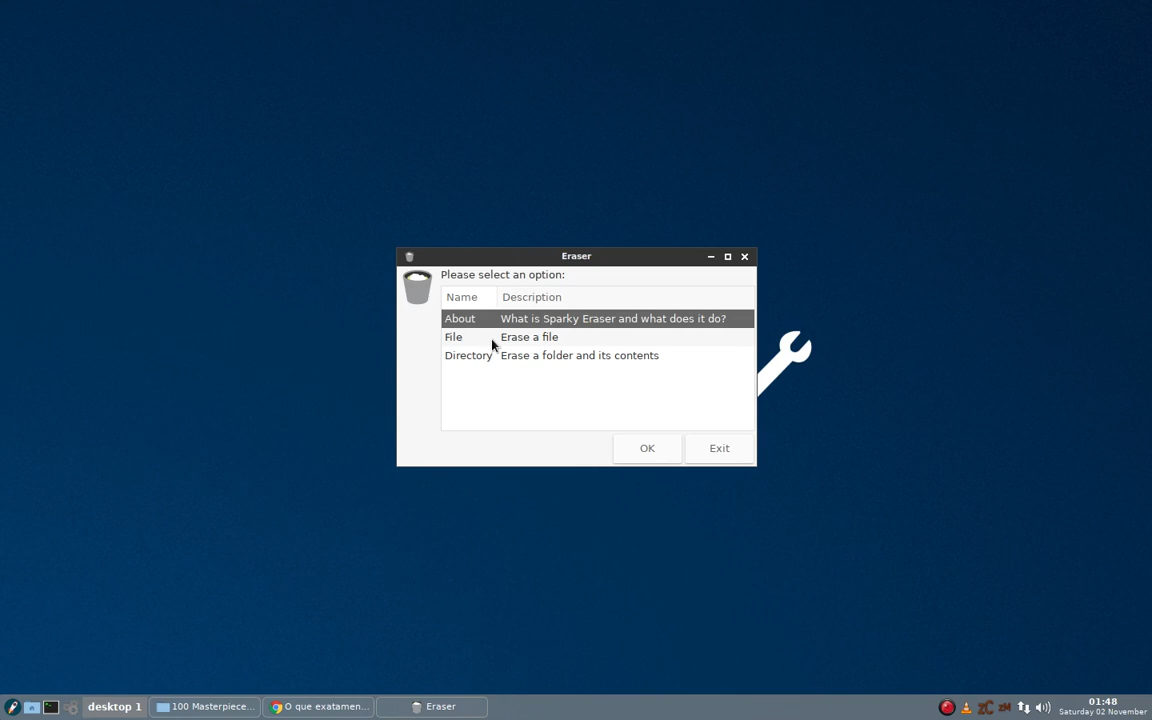 Eraser
Please select an option:
Name Description
About What is Sparky Eraser and what does it do?
File Erase a file
Directory Erase a folder and its contents
OK Exit
desktop 1 100 Masterpiece... O que exatamen... Eraser zC zM 01:48
Saturday 02 November